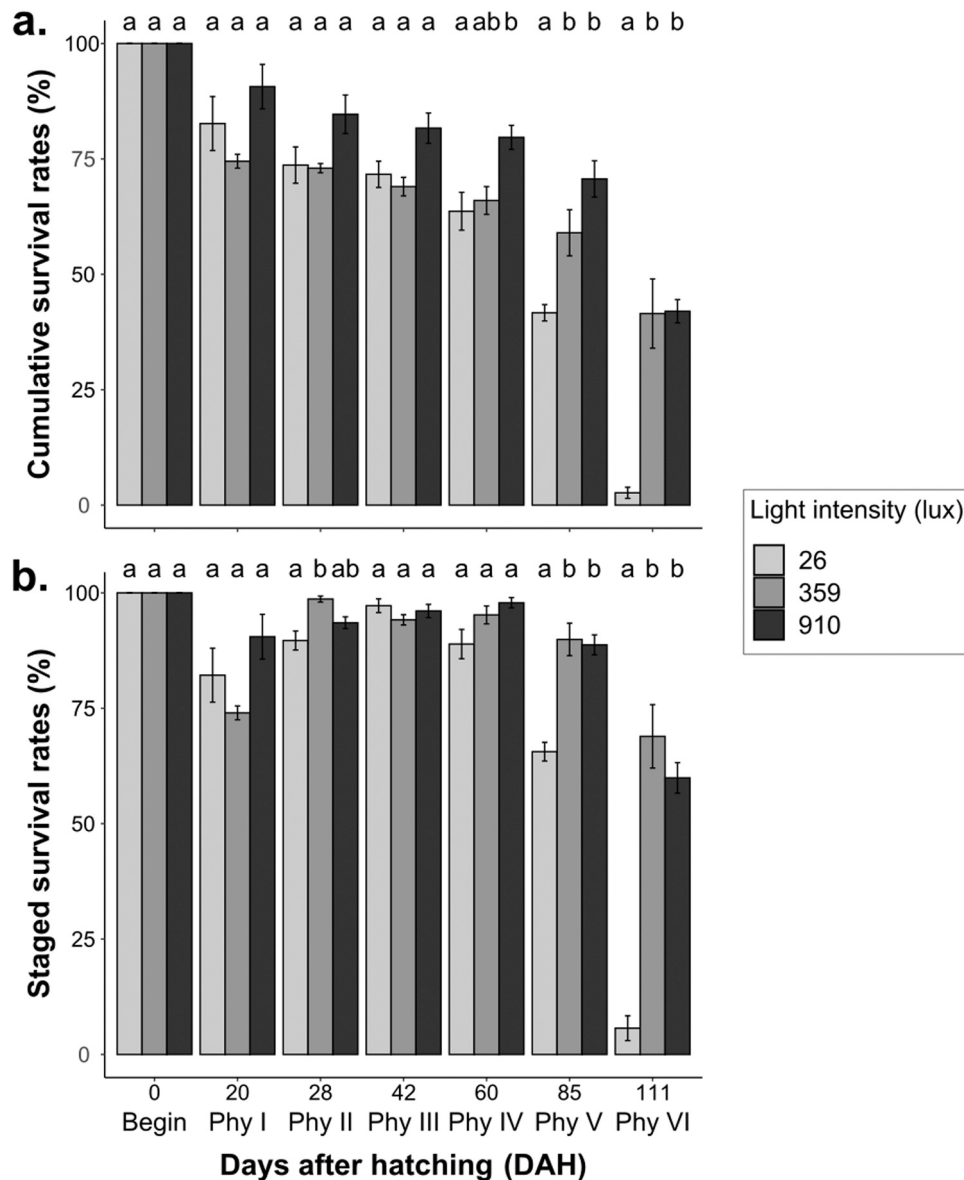 a.
a a a a a a a a a a a a a ab b a b b a b b
Cumulative survival rates (%)
100
75
50
25
0
Light intensity (lux)
26
359
910
b.
a a a a a a a b ab a a a a a a a b b a b b
Staged survival rates (%)
100
75
50
25
0
0 20 28 42 60 85 111
Begin Phy I Phy II Phy III Phy IV Phy V Phy VI
Days after hatching (DAH)